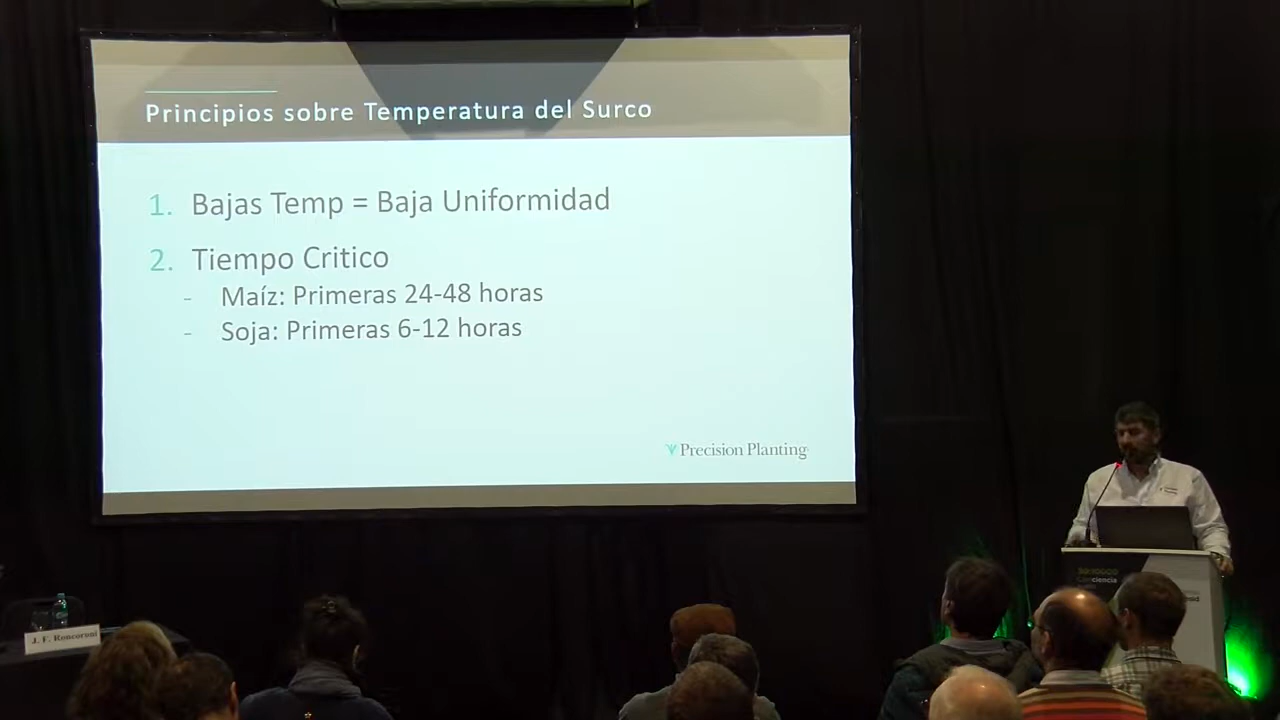 Principios sobre Temperatura del Surco
1. Bajas Temp = Baja Uniformidad
2. Tiempo Critico
- Maíz: Primeras 24-48 horas
- Soja: Primeras 6-12 horas
Precision Planting
J. F. Roncoroni